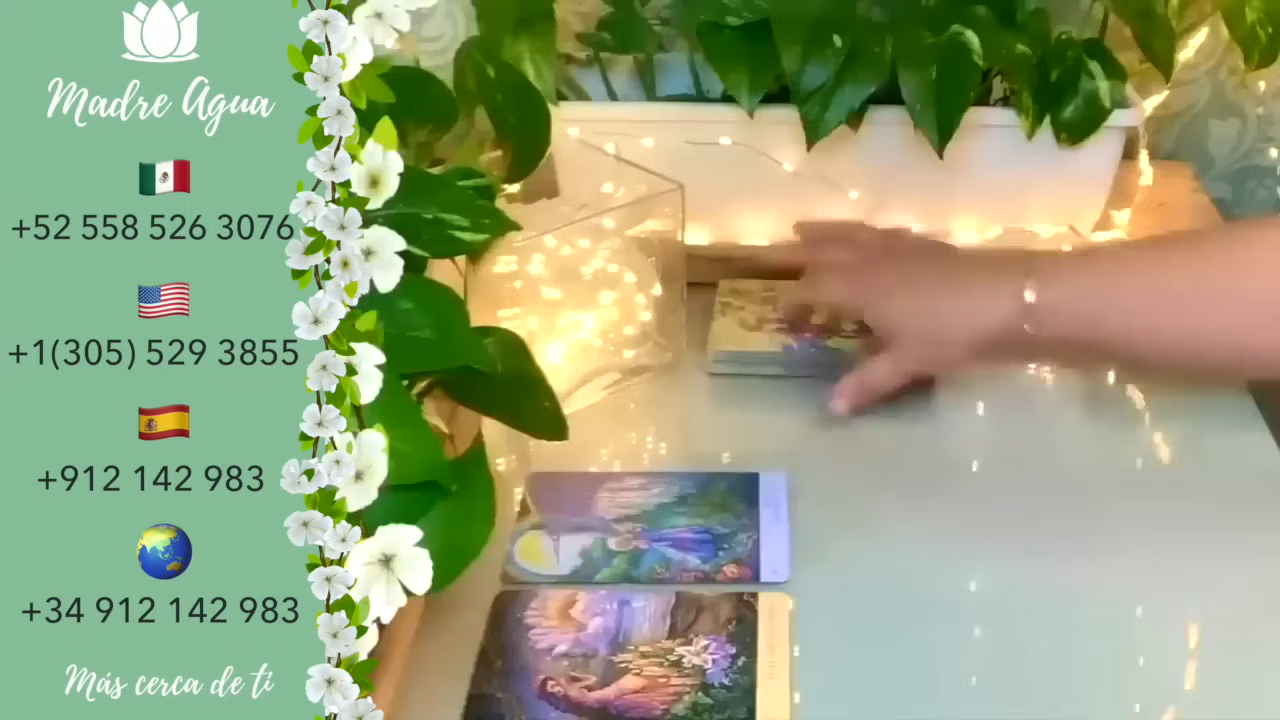 Madre Agua
+52 558 526 3076
+1(305) 529 3855
+912 142 983
+34 912 142 983
Más cerca de ti